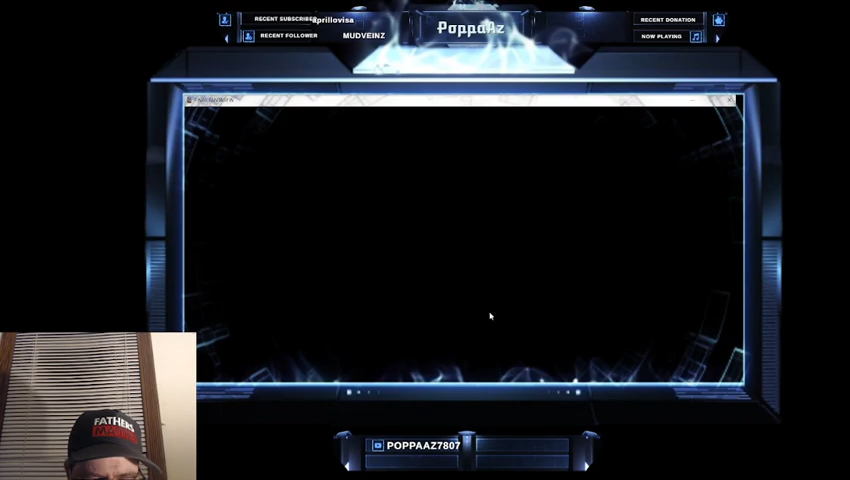 RECENT SUBSCRIBER
aprillovisa
RECENT FOLLOWER
MUDVEINZ
PoppaAz
RECENT DONATION
NOW PLAYING
FATHERS
POPPAAZ7807